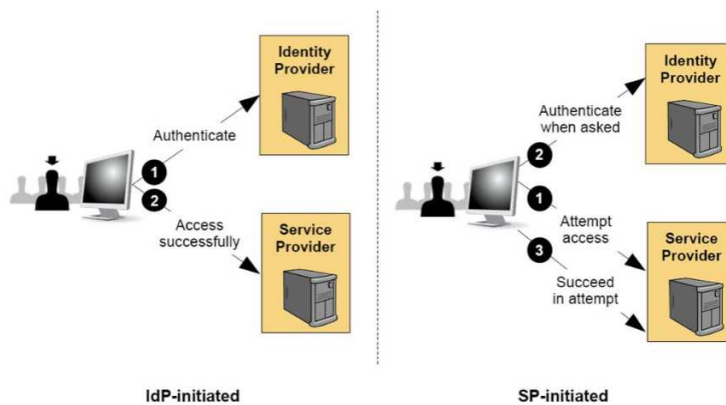 Identity
Provider
Authenticate
1
2
Access
successfully
Service
Provider
IdP-initiated
Identity
Provider
Authenticate
when asked
2
1
Attempt
access
3
Service
Provider
Succeed
in attempt
SP-initiated